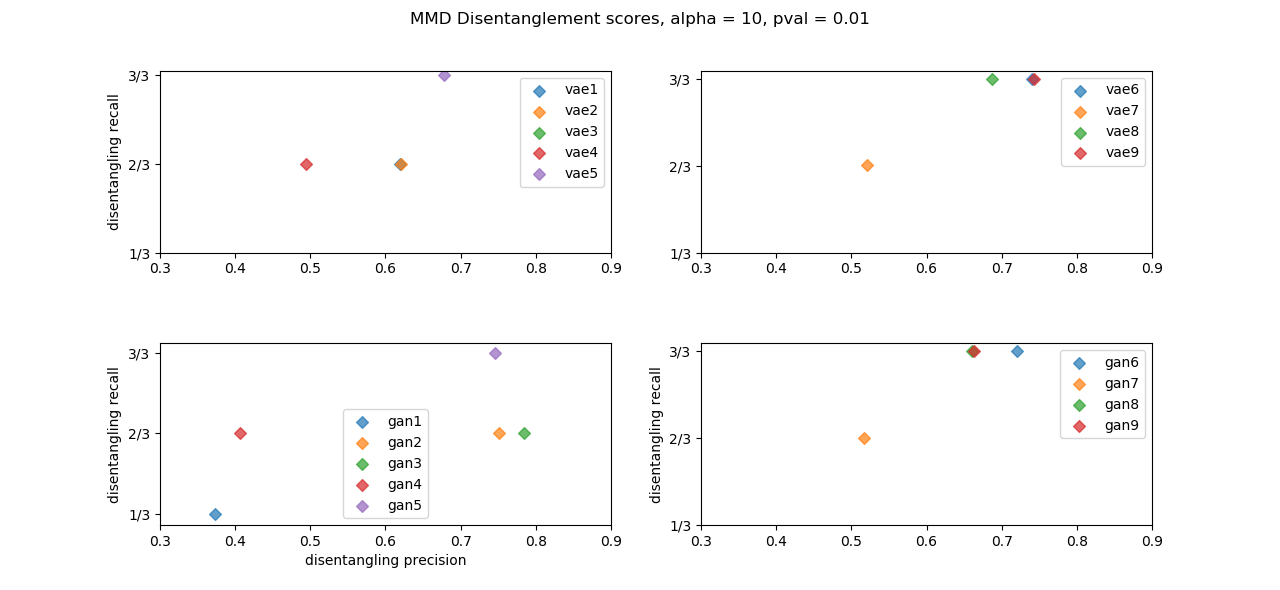 MMD Disentanglement scores, alpha = 10, pval = 0.01
disentangling recall
3/3
2/3
1/3
0.3 0.4 0.5 0.6 0.7 0.8 0.9
vae1
vae2
vae3
vae4
vae5
3/3
2/3
1/3
0.3 0.4 0.5 0.6 0.7 0.8 0.9
vae6
vae7
vae8
vae9
disentangling recall
3/3
2/3
1/3
0.3 0.4 0.5 0.6 0.7 0.8 0.9
disentangling precision
gan1
gan2
gan3
gan4
gan5
disentangling recall
3/3
2/3
1/3
0.3 0.4 0.5 0.6 0.7 0.8 0.9
gan6
gan7
gan8
gan9